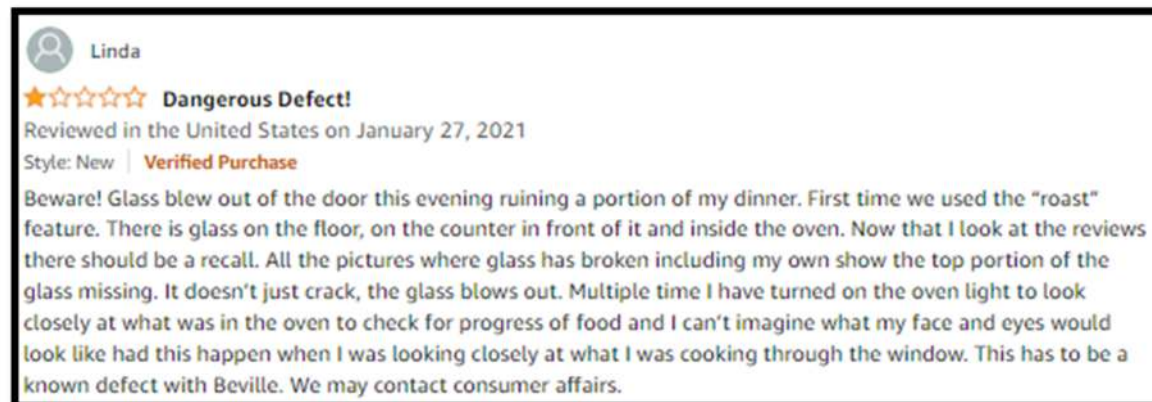 Linda
Dangerous Defect!
Reviewed in the United States on January 27, 2021
Style: New | Verified Purchase
Beware! Glass blew out of the door this evening ruining a portion of my dinner. First time we used the “roast”
feature. There is glass on the floor, on the counter in front of it and inside the oven. Now that I look at the reviews
there should be a recall. All the pictures where glass has broken including my own show the top portion of the
glass missing. It doesn’t just crack, the glass blows out. Multiple time I have turned on the oven light to look
closely at what was in the oven to check for progress of food and I can’t imagine what my face and eyes would
look like had this happen when I was looking closely at what I was cooking through the window. This has to be a
known defect with Beville. We may contact consumer affairs.